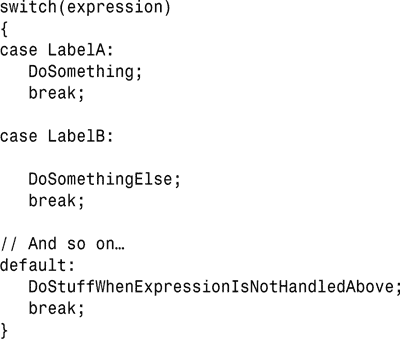 switch(expression)
{
case LabelA:
DoSomething;
break;
case LabelB:
DoSomethingElse;
break;
// And so on…
default:
DoStuffWhenExpressionIsNotHandledAbove;
break;
}